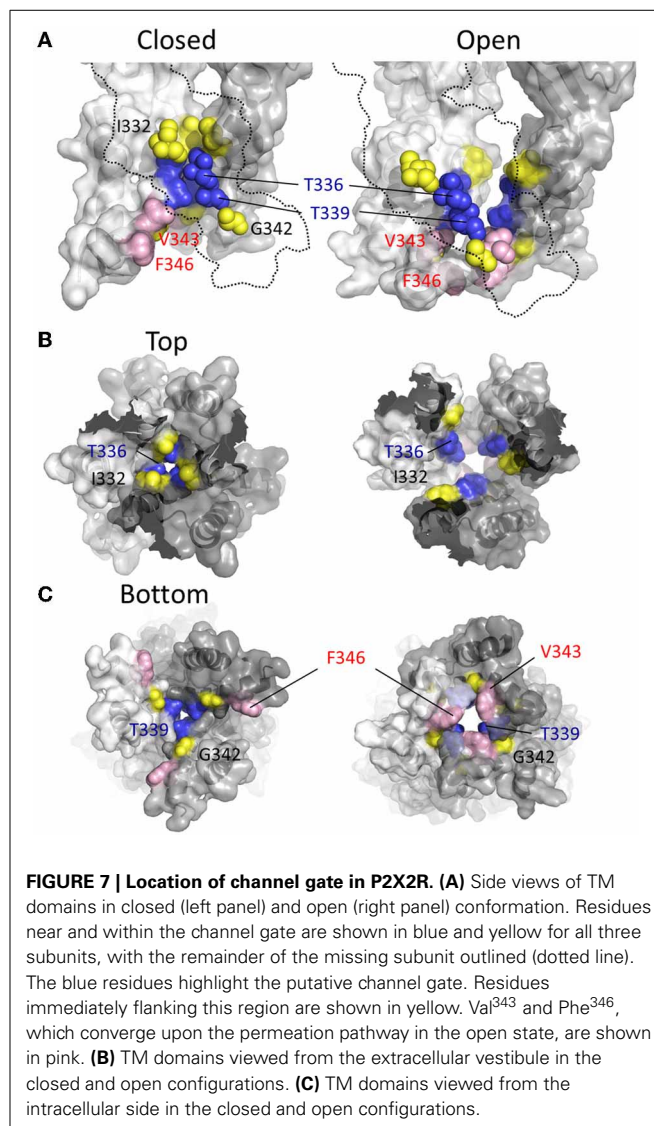 A Closed Open
I332
T336
T339
G342
V343
F346
V343
F346
B Top
T336
I332
T336
I332
C Bottom
F346
V343
T339
G342
T339
G342
FIGURE 7 | Location of channel gate in P2X2R. (A) Side views of TM
domains in closed (left panel) and open (right panel) conformation. Residues
near and within the channel gate are shown in blue and yellow for all three
subunits, with the remainder of the missing subunit outlined (dotted line).
The blue residues highlight the putative channel gate. Residues
immediately flanking this region are shown in yellow. Val³⁴³ and Phe³⁴⁶,
which converge upon the permeation pathway in the open state, are shown
in pink. (B) TM domains viewed from the extracellular vestibule in the
closed and open configurations. (C) TM domains viewed from the
intracellular side in the closed and open configurations.